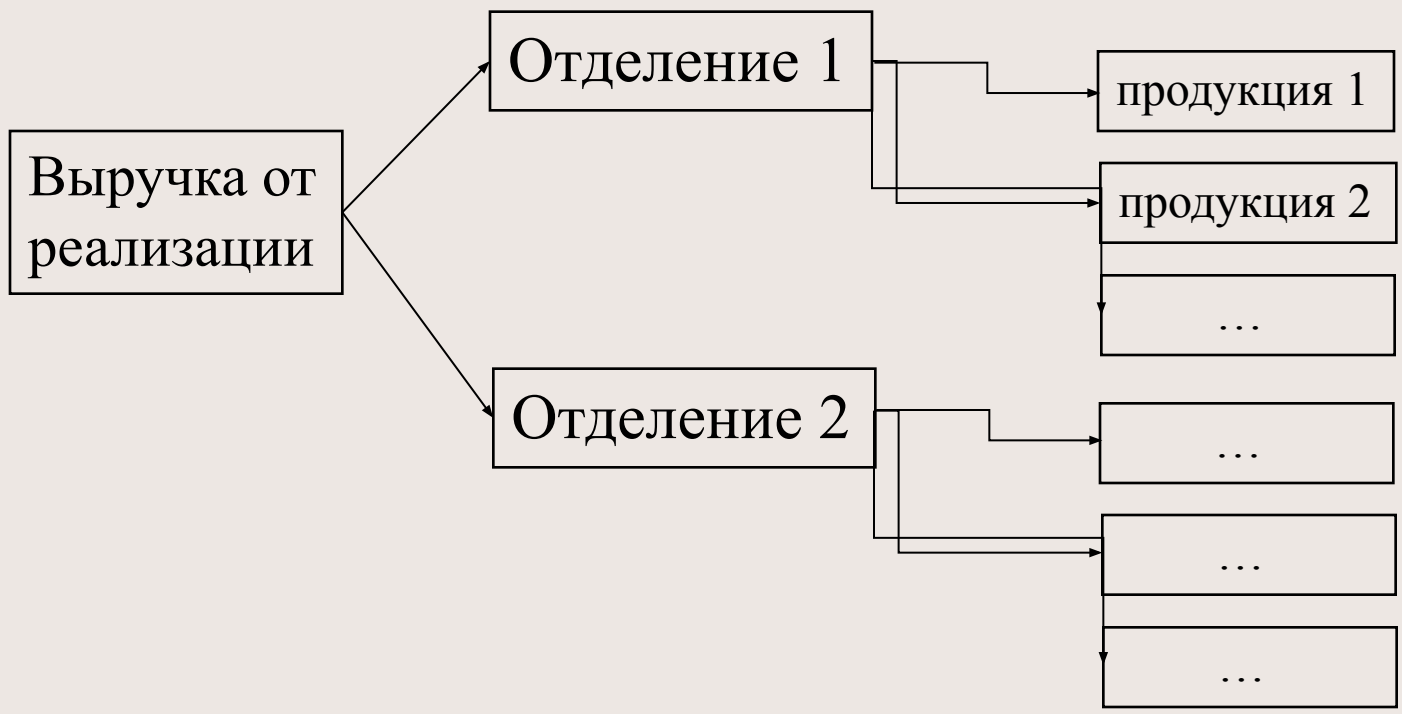 Выручка от
реализации
Отделение 1
продукция 1
продукция 2
…
Отделение 2
…
…
…